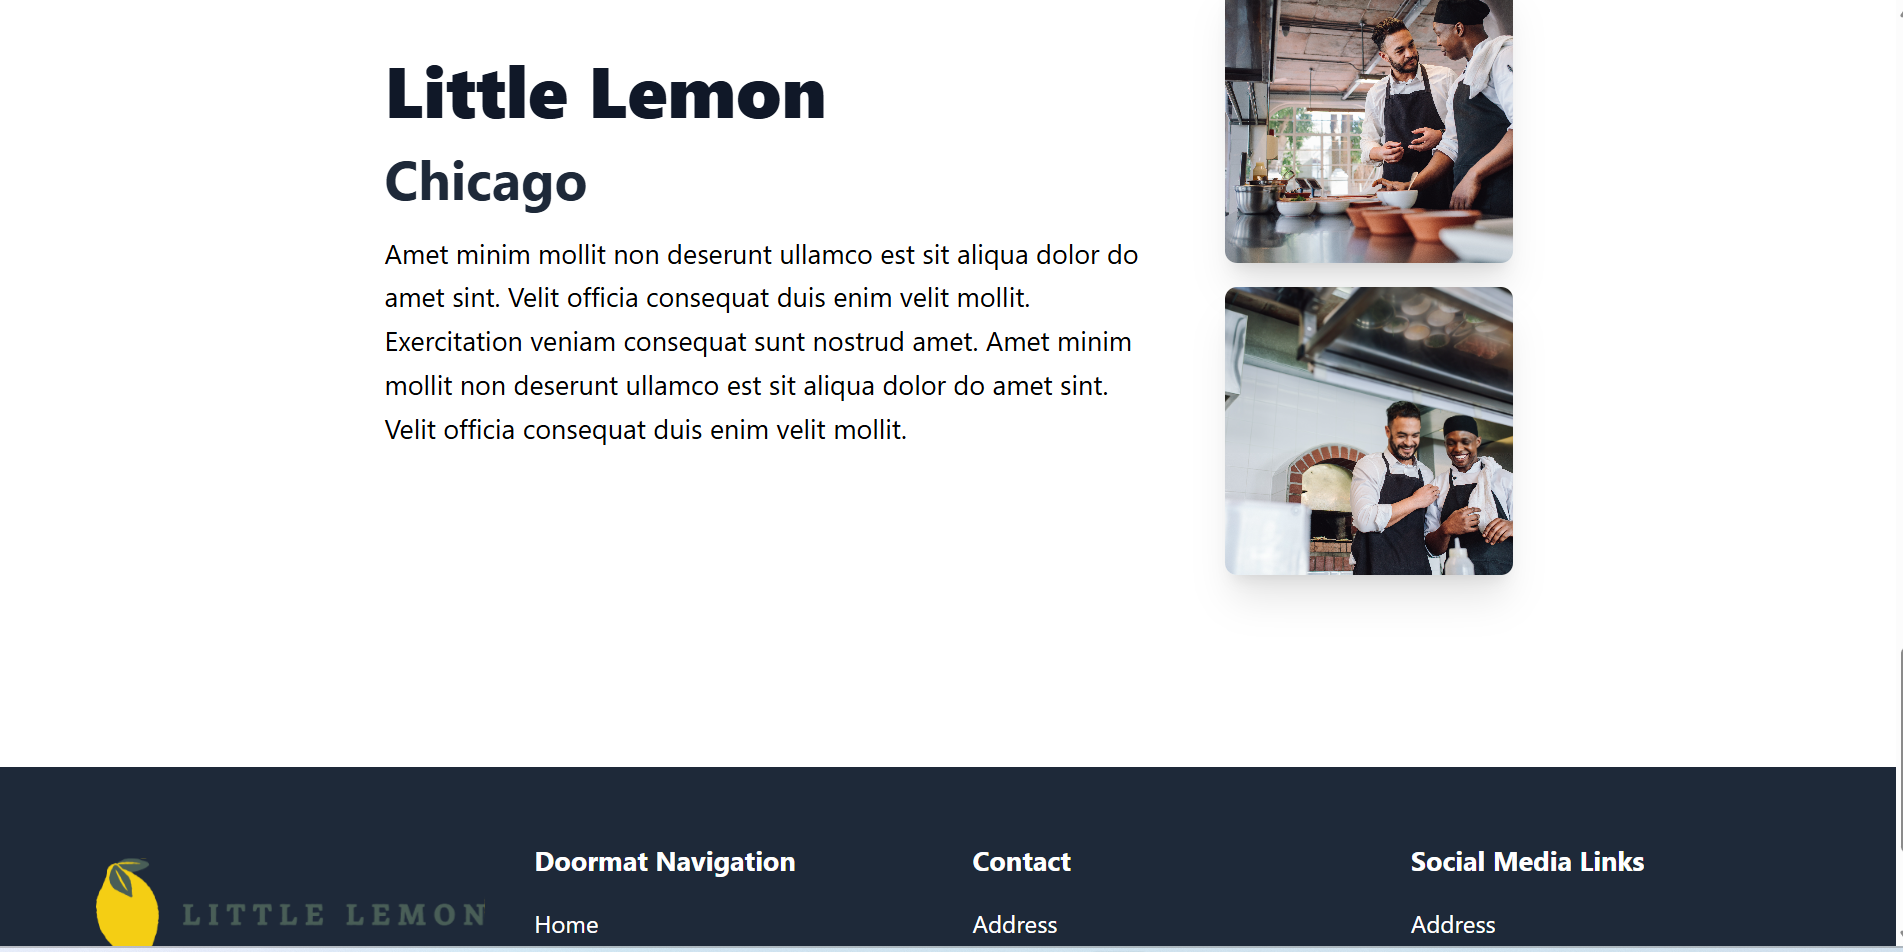 Little Lemon
Chicago
Amet minim mollit non deserunt ullamco est sit aliqua dolor do
amet sint. Velit officia consequat duis enim velit mollit.
Exercitation veniam consequat sunt nostrud amet. Amet minim
mollit non deserunt ullamco est sit aliqua dolor do amet sint.
Velit officia consequat duis enim velit mollit.
LITTLE LEMON
Doormat Navigation
Home
Contact
Address
Social Media Links
Address